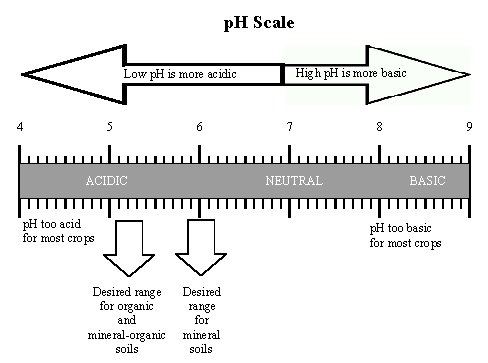 pH Scale
Low pH is more acidic
High pH is more basic
4 5 6 7 8 9
ACIDIC NEUTRAL BASIC
pH too acid
for most crops
pH too basic
for most crops
Desired range
for organic
and
mineral-organic
soils
Desired
range
for
mineral
soils